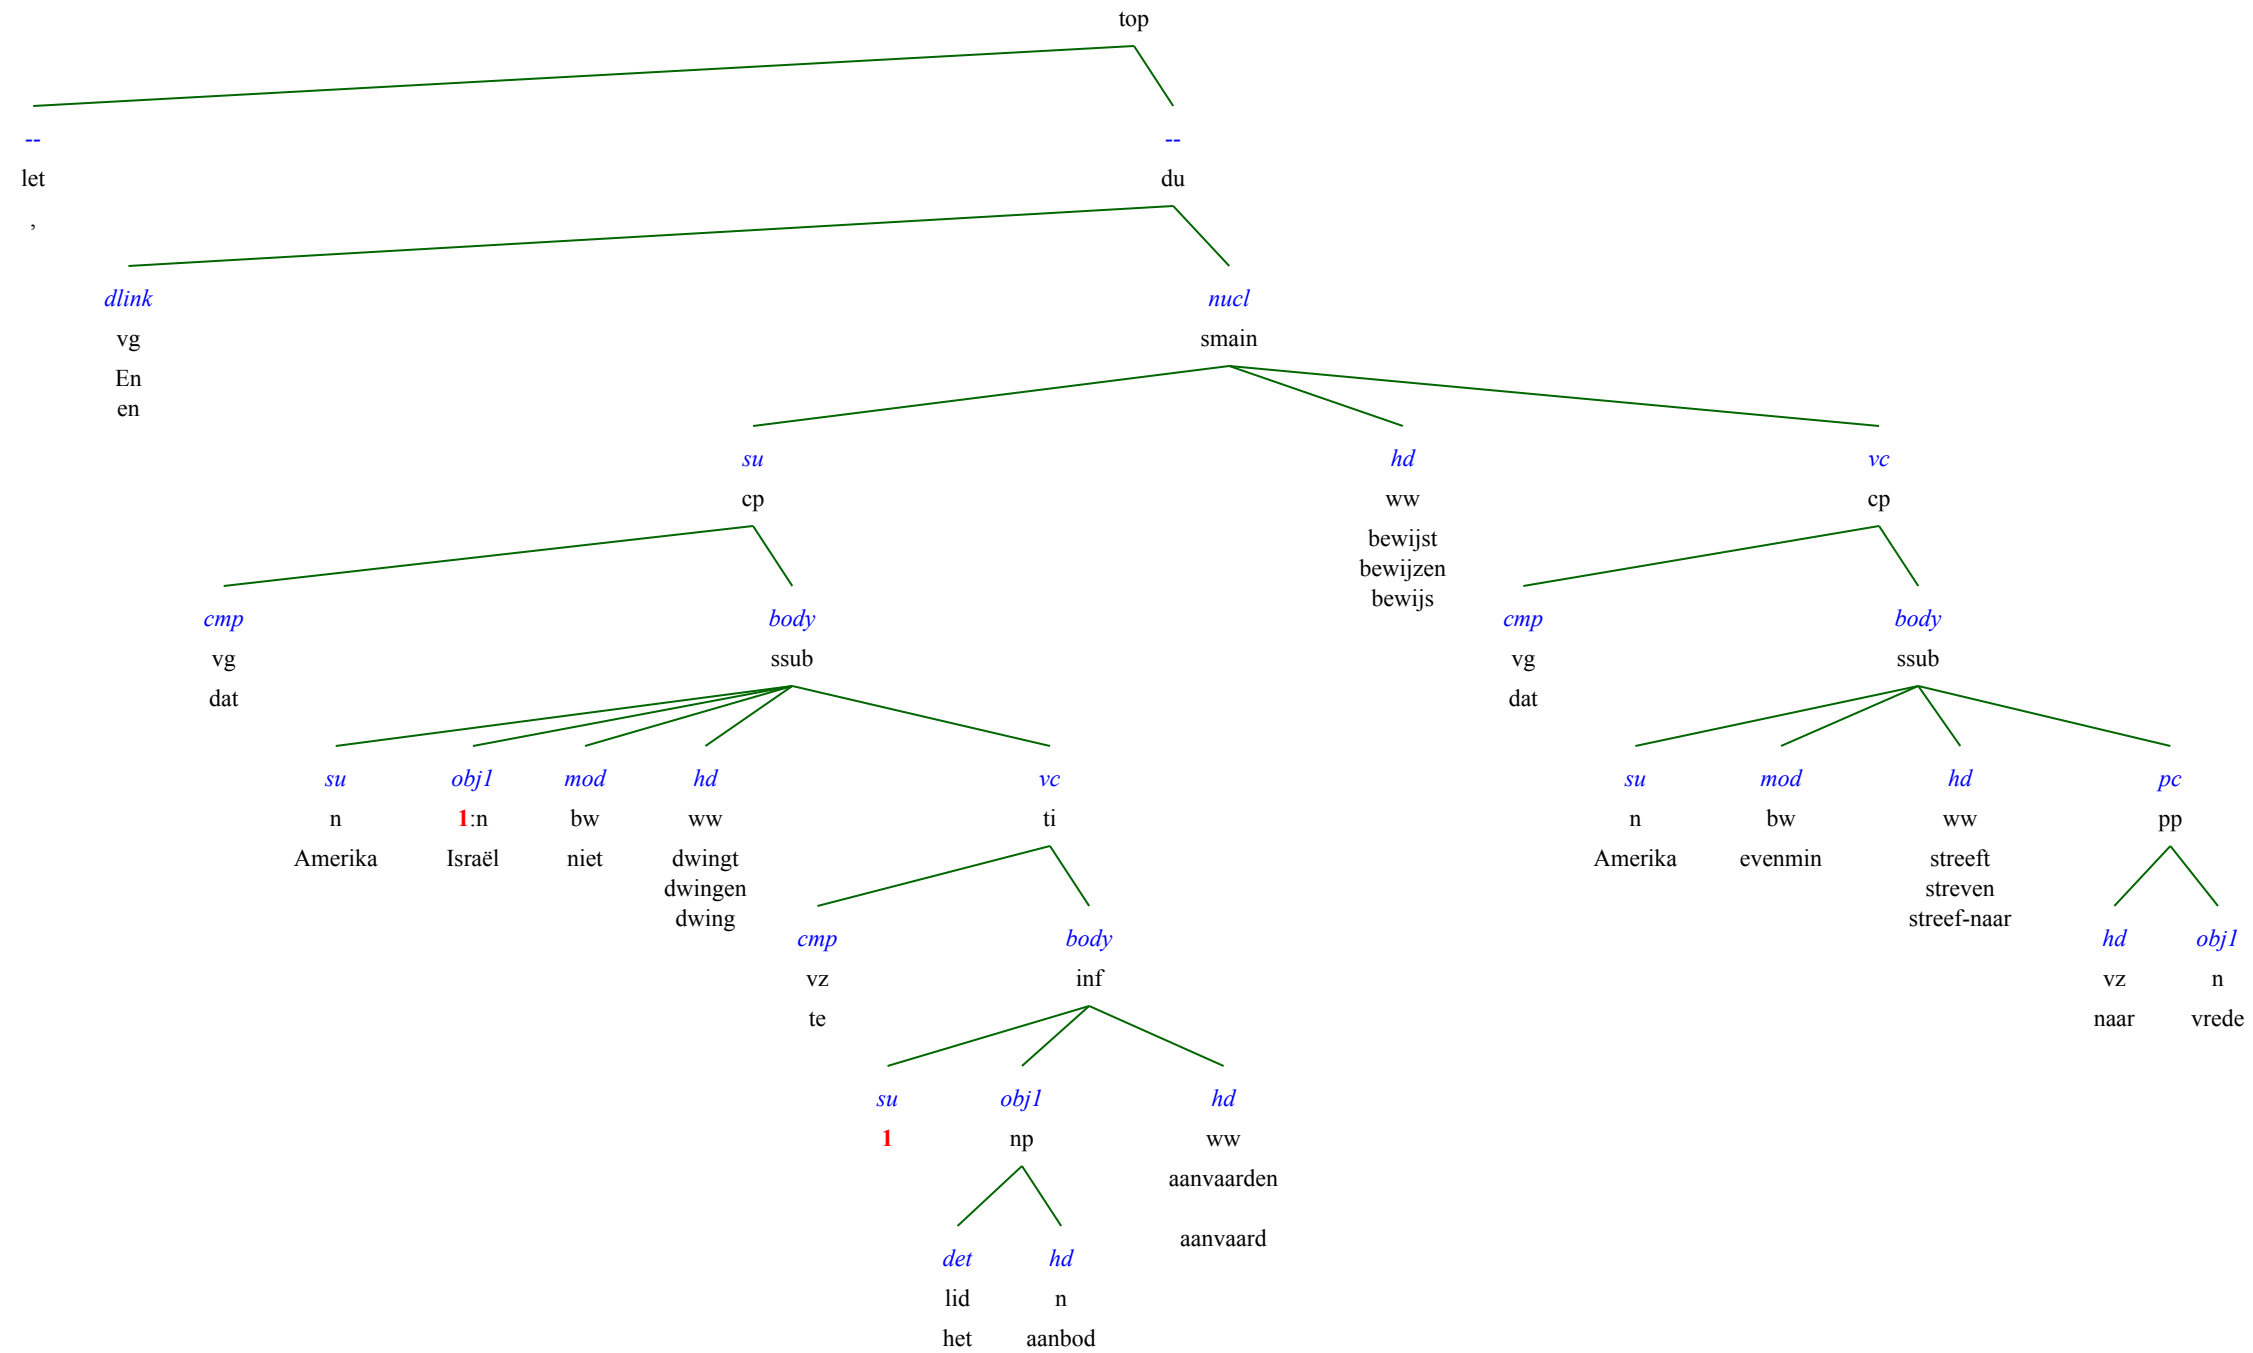 top
-- --
let du
,
dlink nucl
vg smain
En
en
su hd vc
cp ww cp
bewijst
bewijzen
bewijs
cmp body cmp body
vg ssub vg ssub
dat dat
su obj1 mod hd vc su mod hd pc
n 1:n bw ww ti n bw ww pp
Amerika Israël niet dwingt Amerika evenmin streeft
dwingen streven
dwing streef-naar
cmp body hd obj1
vz inf vz n
te naar vrede
su obj1 hd
1 np ww
aanvaarden
aanvaard
det hd
lid n
het aanbod